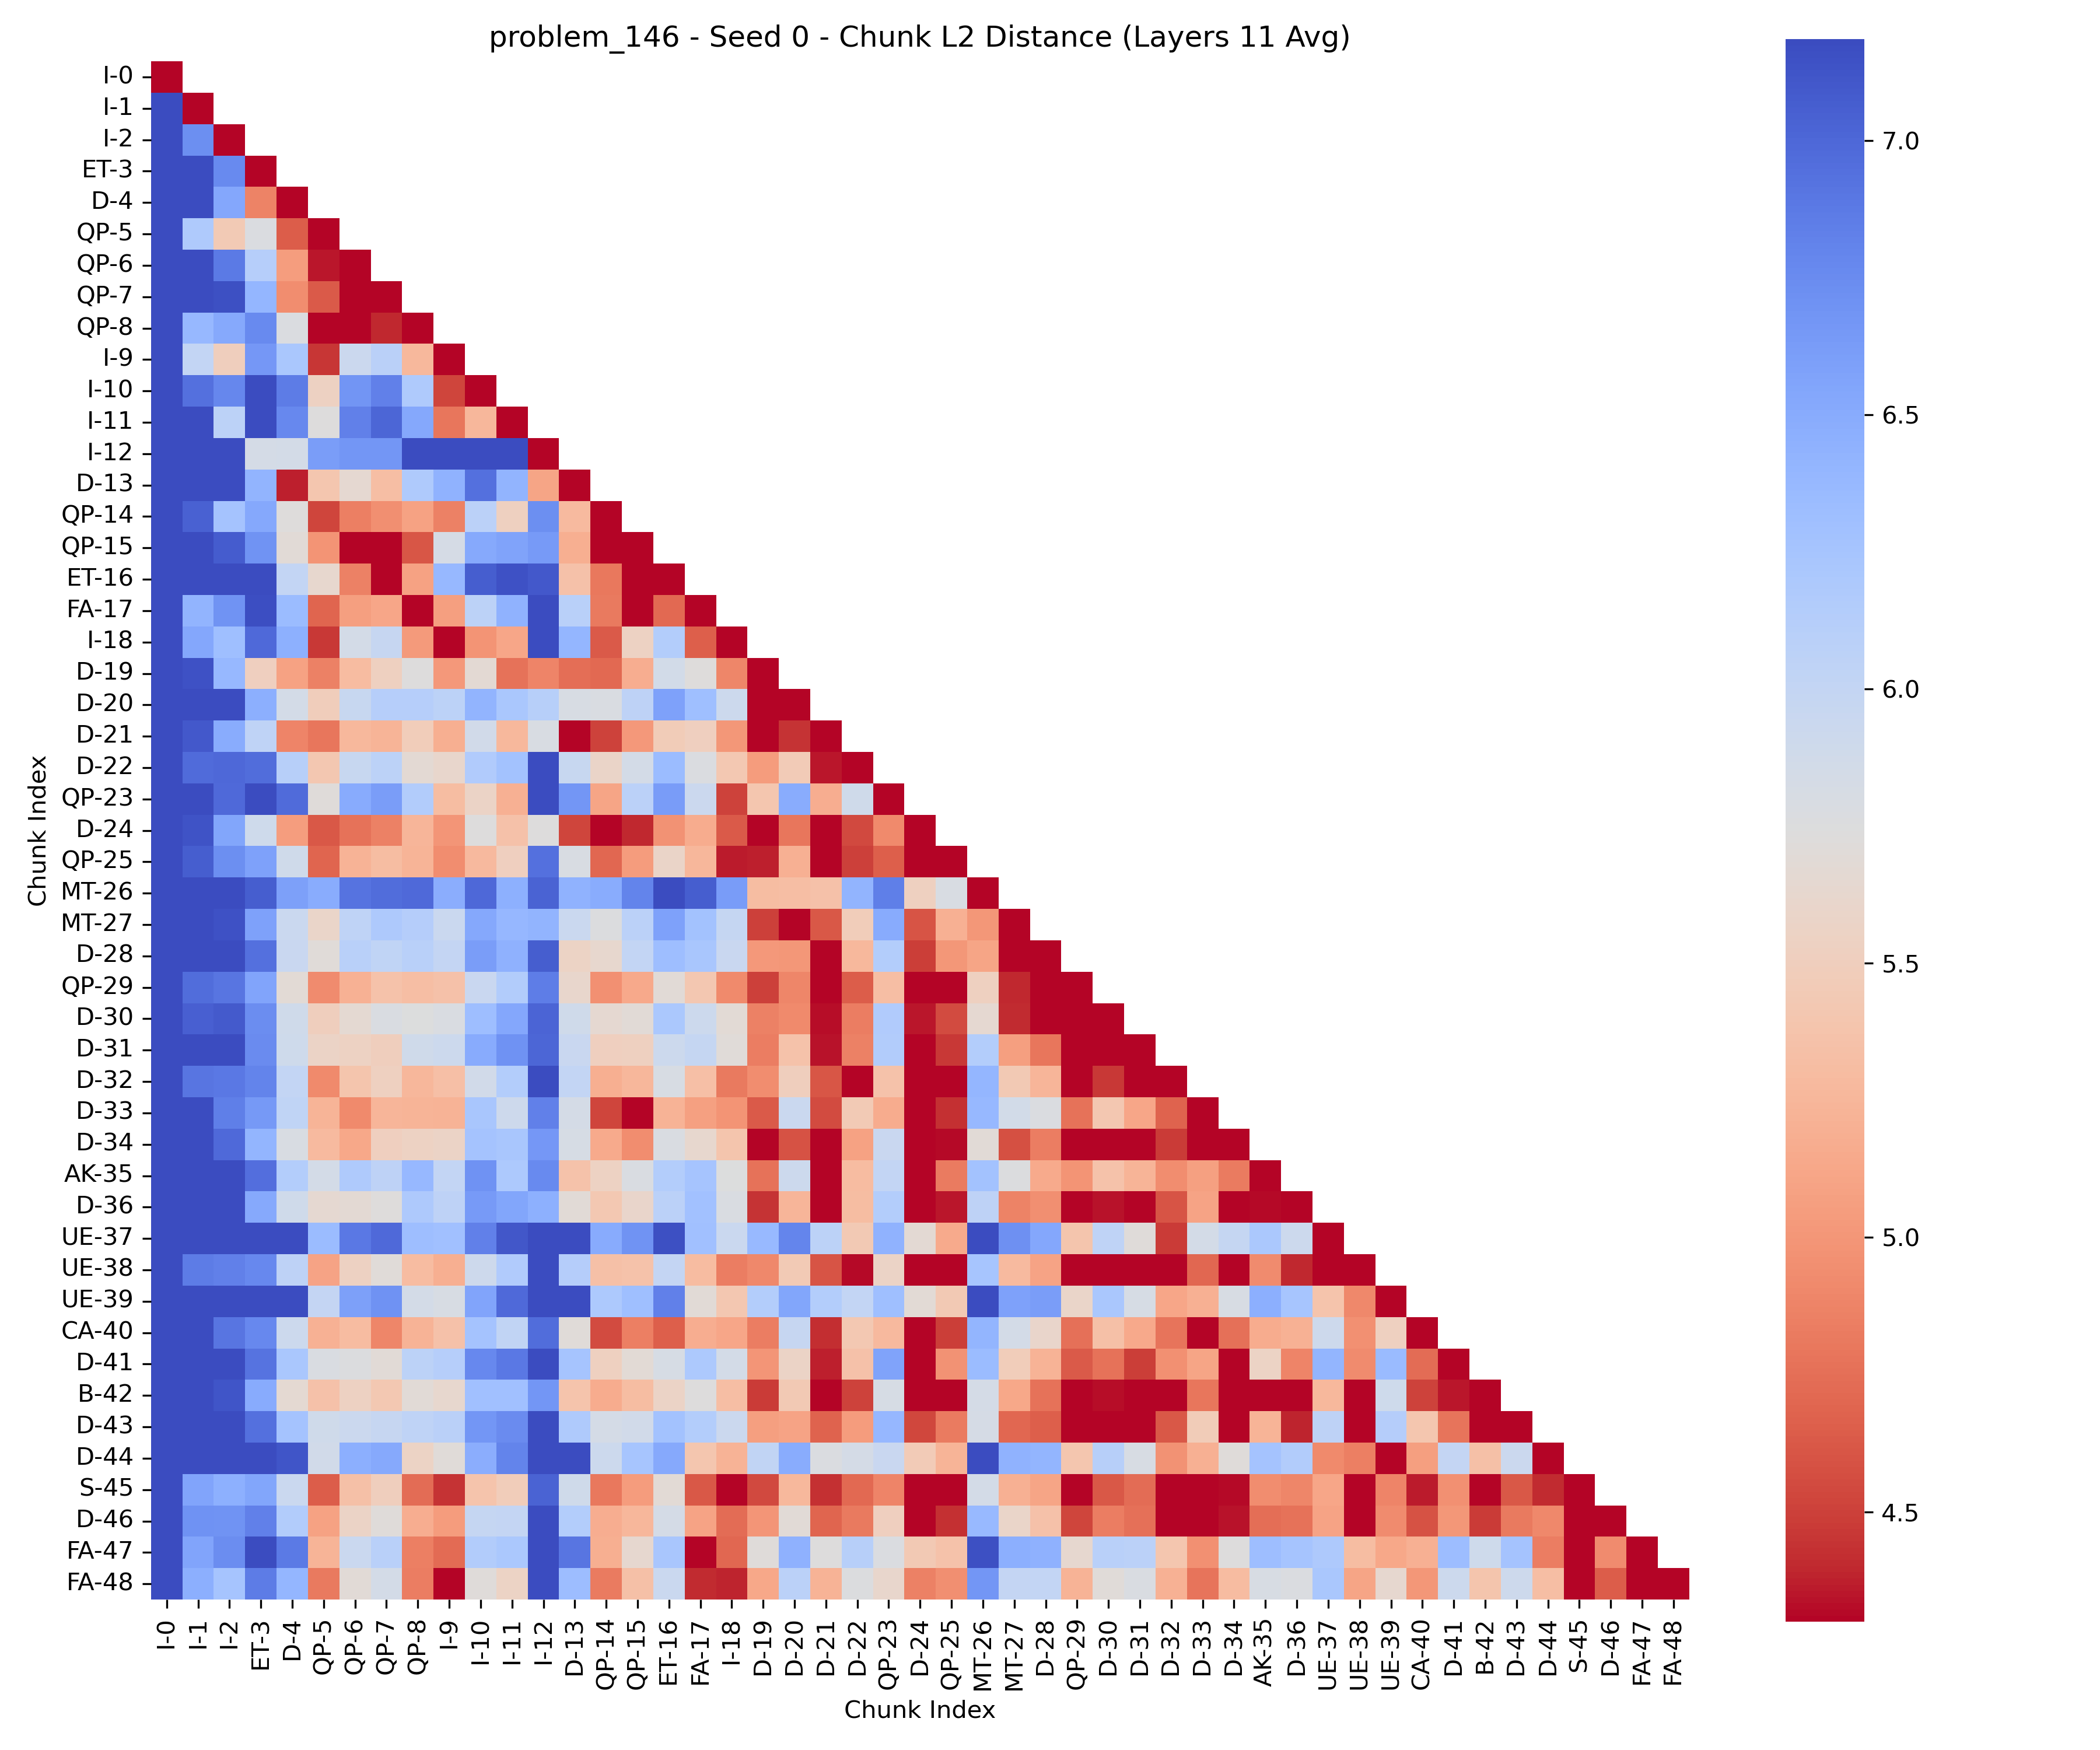 problem_146 - Seed 0 - Chunk L2 Distance (Layers 11 Avg)
Chunk Index
I-0
I-1
I-2
ET-3
D-4
QP-5
QP-6
QP-7
QP-8
I-9
I-10
I-11
I-12
D-13
QP-14
QP-15
ET-16
FA-17
I-18
D-19
D-20
D-21
D-22
QP-23
D-24
QP-25
MT-26
MT-27
D-28
QP-29
D-30
D-31
D-32
D-33
D-34
AK-35
D-36
UE-37
UE-38
UE-39
CA-40
D-41
B-42
D-43
D-44
S-45
D-46
FA-47
FA-48
I-0 I-1 I-2 ET-3 D-4 QP-5 QP-6 QP-7 QP-8 I-9 I-10 I-11 I-12 D-13 QP-14 QP-15 ET-16 FA-17 I-18 D-19 D-20 D-21 D-22 QP-23 D-24 QP-25 MT-26 MT-27 D-28 QP-29 D-30 D-31 D-32 D-33 D-34 AK-35 D-36 UE-37 UE-38 UE-39 CA-40 D-41 B-42 D-43 D-44 S-45 D-46 FA-47 FA-48
Chunk Index
7.0
6.5
6.0
5.5
5.0
4.5